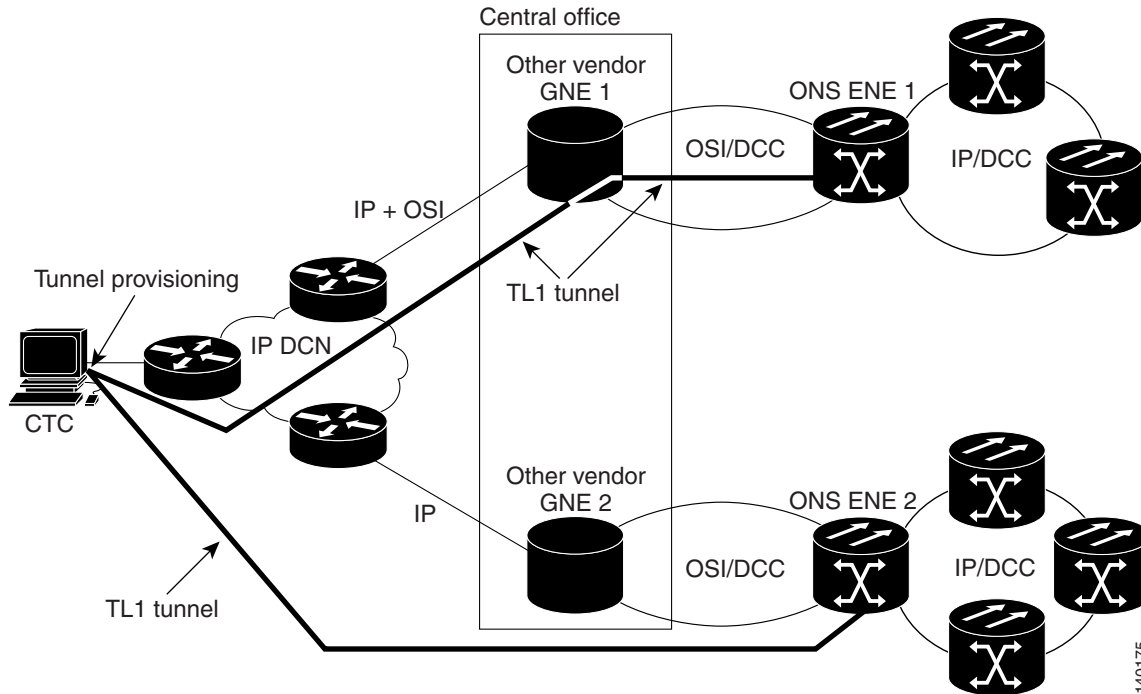 Central office
Other vendor
GNE 1
ONS ENE 1
OSI/DCC
IP/DCC
IP + OSI
Tunnel provisioning
TL1 tunnel
IP DCN
CTC
Other vendor
GNE 2
ONS ENE 2
IP
OSI/DCC
IP/DCC
TL1 tunnel